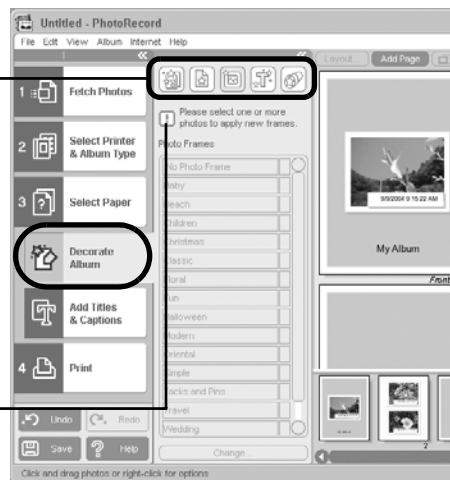 Untitled - PhotoRecord
File Edit View Album Internet Help
Layout... Add Page
1 Fetch Photos
2 Select Printer
& Album Type
3 Select Paper
Decorate
Album
Add Titles
& Captions
4 Print
Undo Redo
Save Help
Please select one or more
photos to apply new frames.
Photo Frames
No Photo Frame
Baby
Beach
Children
Christmas
Classic
Floral
Fun
Halloween
Modern
Oriental
Simple
Tacks and Pins
Travel
Wedding
Change...
9/9/2004 9:15:22 AM
My Album
Front
2
Click and drag photos or right-click for options